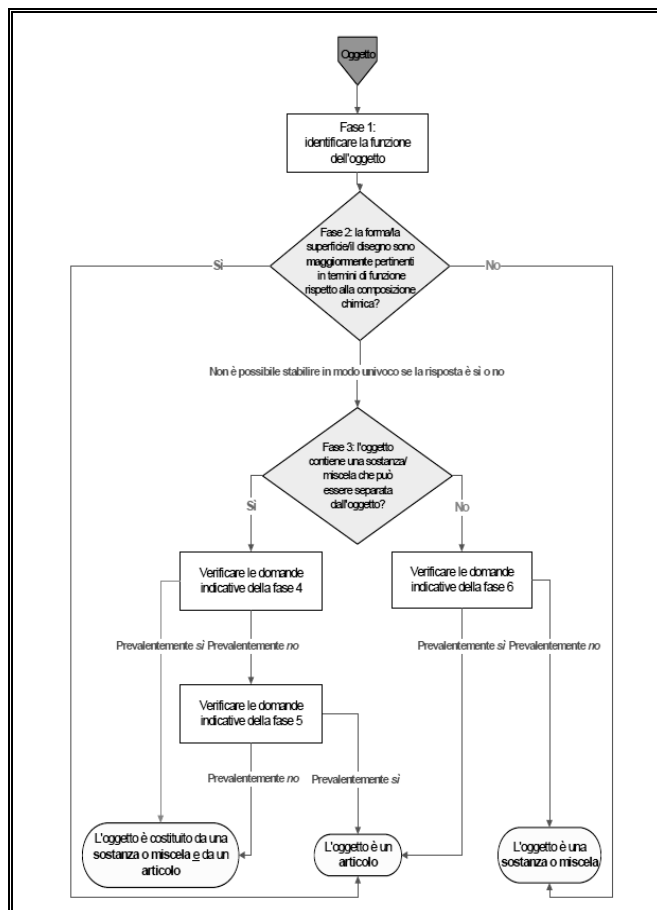 Oggetto
Fase 1:
identificare la funzione
dell'oggetto
Fase 2: la forma/la
superficie/il disegno sono
maggiormente pertinenti
in termini di funzione
rispetto alla composizione
chimica?
Sì
No
Non è possibile stabilire in modo univoco se la risposta è sì o no
Fase 3: l'oggetto
contiene una sostanza/
miscela che può
essere separata
dall'oggetto?
Sì
No
Verificare le domande
indicative della fase 4
Verificare le domande
indicative della fase 6
Prevalentemente sì Prevalentemente no
Prevalentemente sì Prevalentemente no
Verificare le domande
indicative della fase 5
Prevalentemente no
Prevalentemente sì
L'oggetto è costituito da una
sostanza o miscela e da un
articolo
L'oggetto è un
articolo
L'oggetto è una
sostanza o miscela